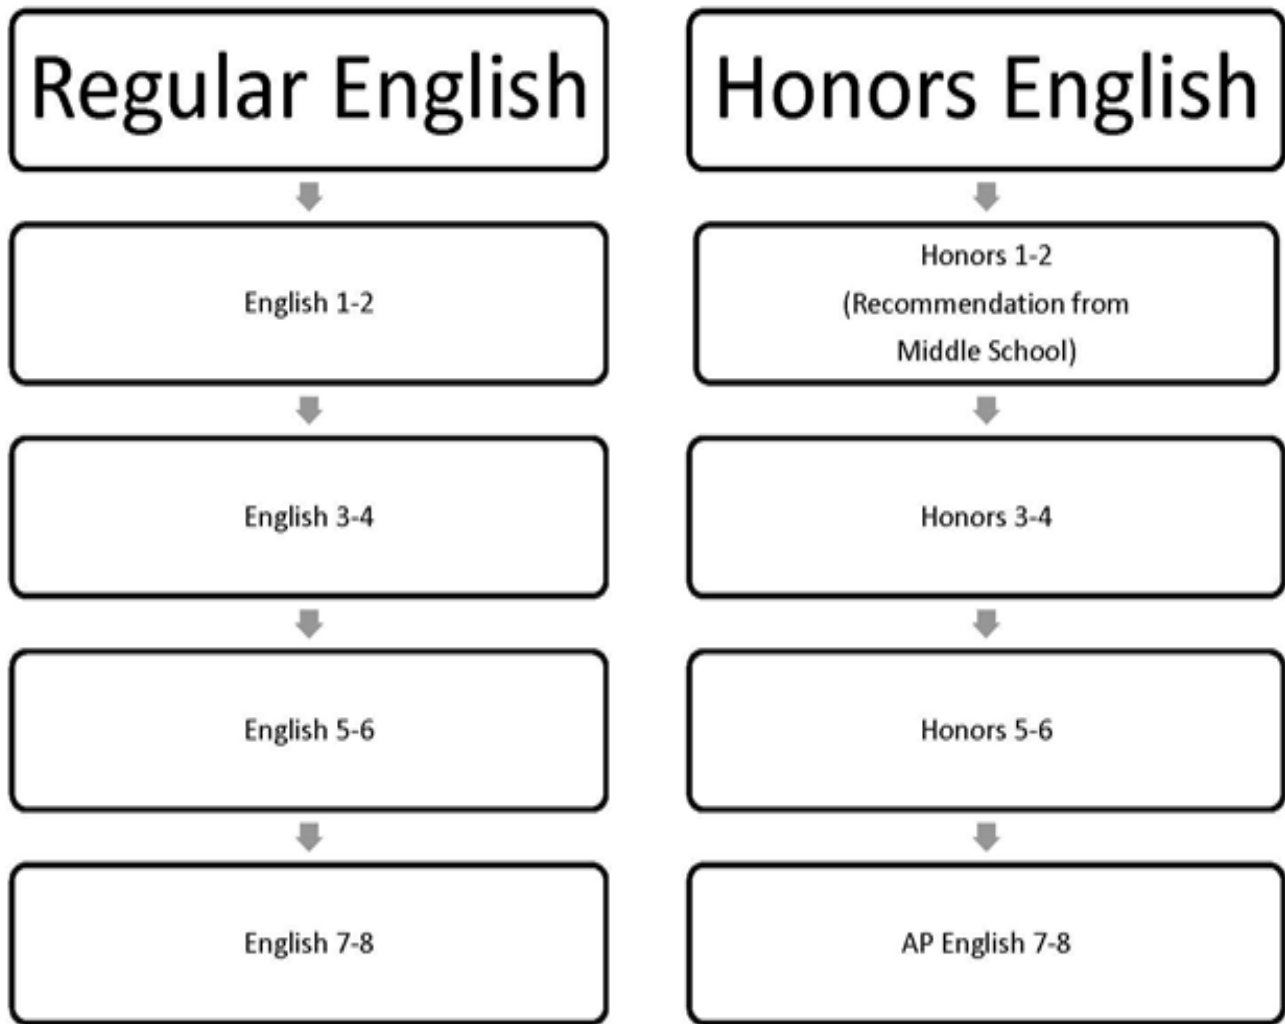 Regular English
English 1-2
English 3-4
English 5-6
English 7-8
Honors English
Honors 1-2
(Recommendation from
Middle School)
Honors 3-4
Honors 5-6
AP English 7-8